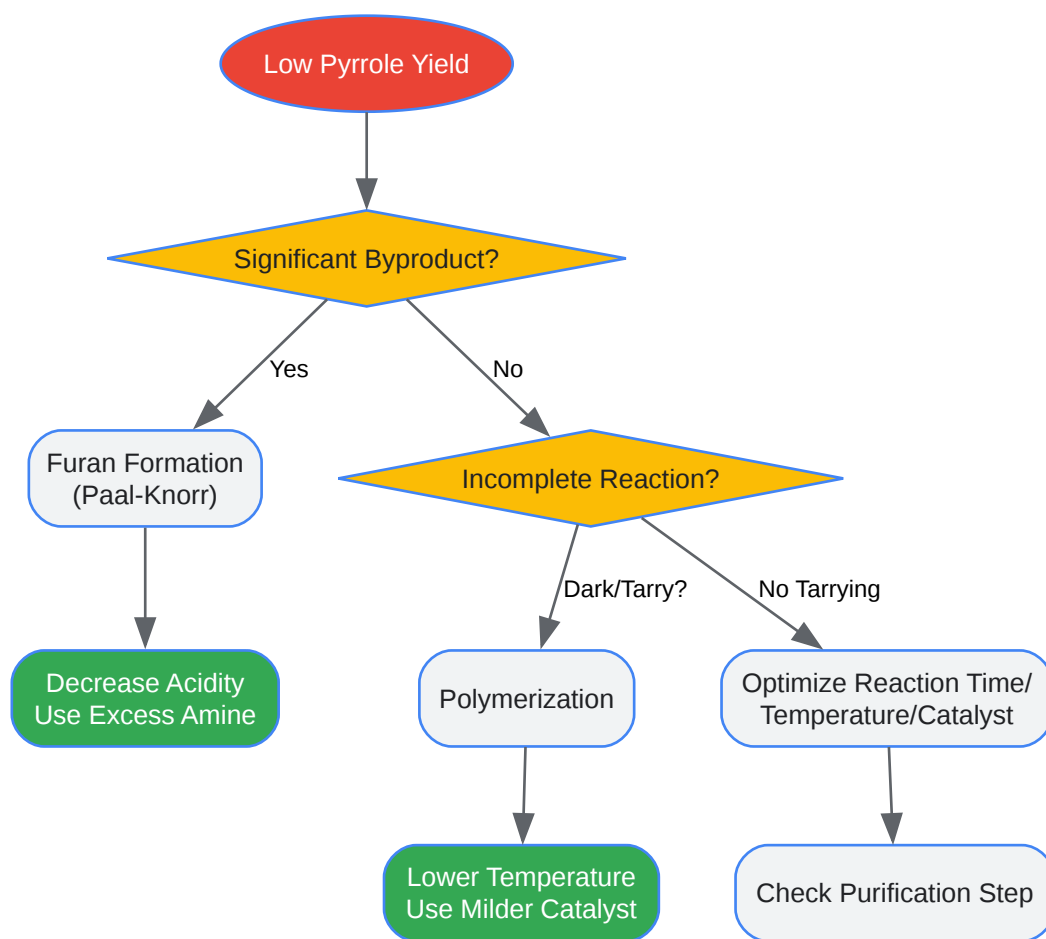 Low Pyrrole Yield
Significant Byproduct?
Yes
No
Furan Formation
(Paal-Knorr)
Incomplete Reaction?
Dark/Tarry?
No Tarrying
Decrease Acidity
Use Excess Amine
Polymerization
Optimize Reaction Time/
Temperature/Catalyst
Lower Temperature
Use Milder Catalyst
Check Purification Step